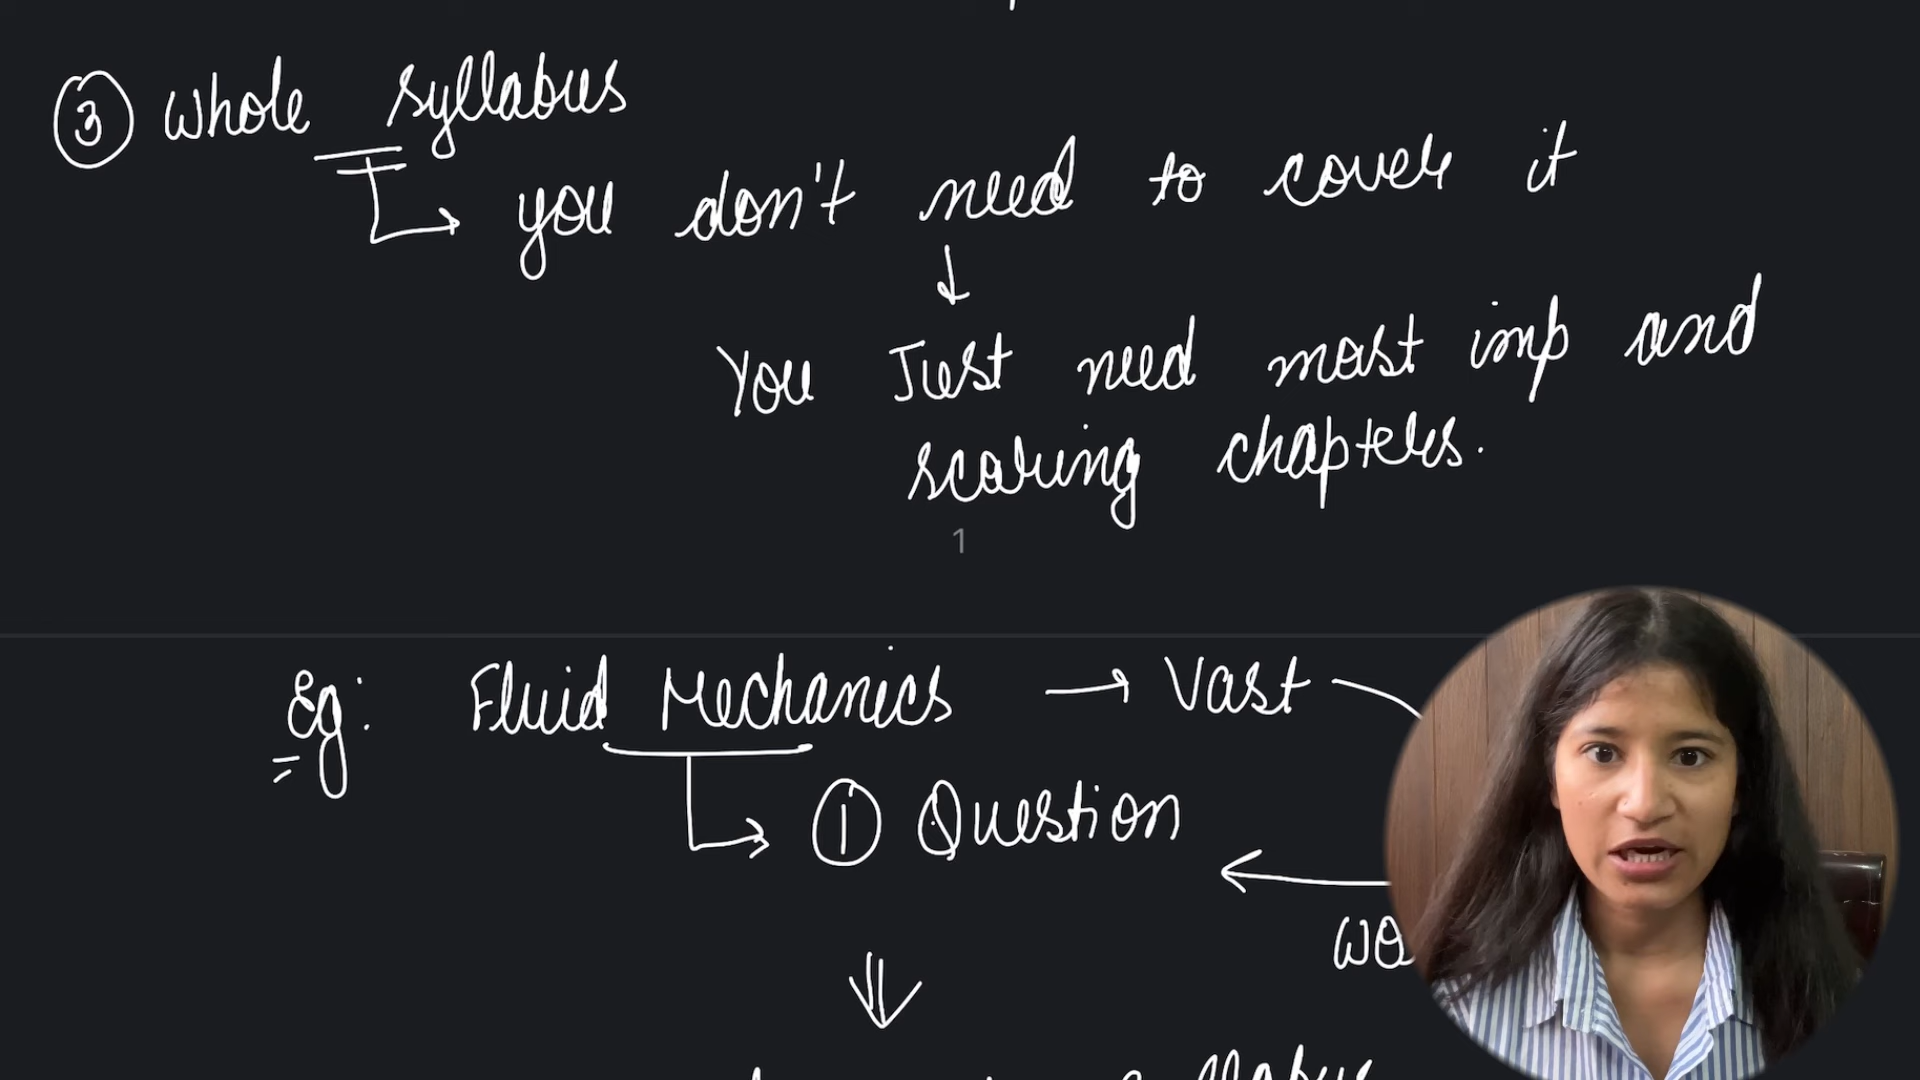 3 Whole syllabus
you don't need to cover it
You Just need most imp and
scoring chapters.
1
Eg: Fluid Mechanics → Vast
→ 1 Question